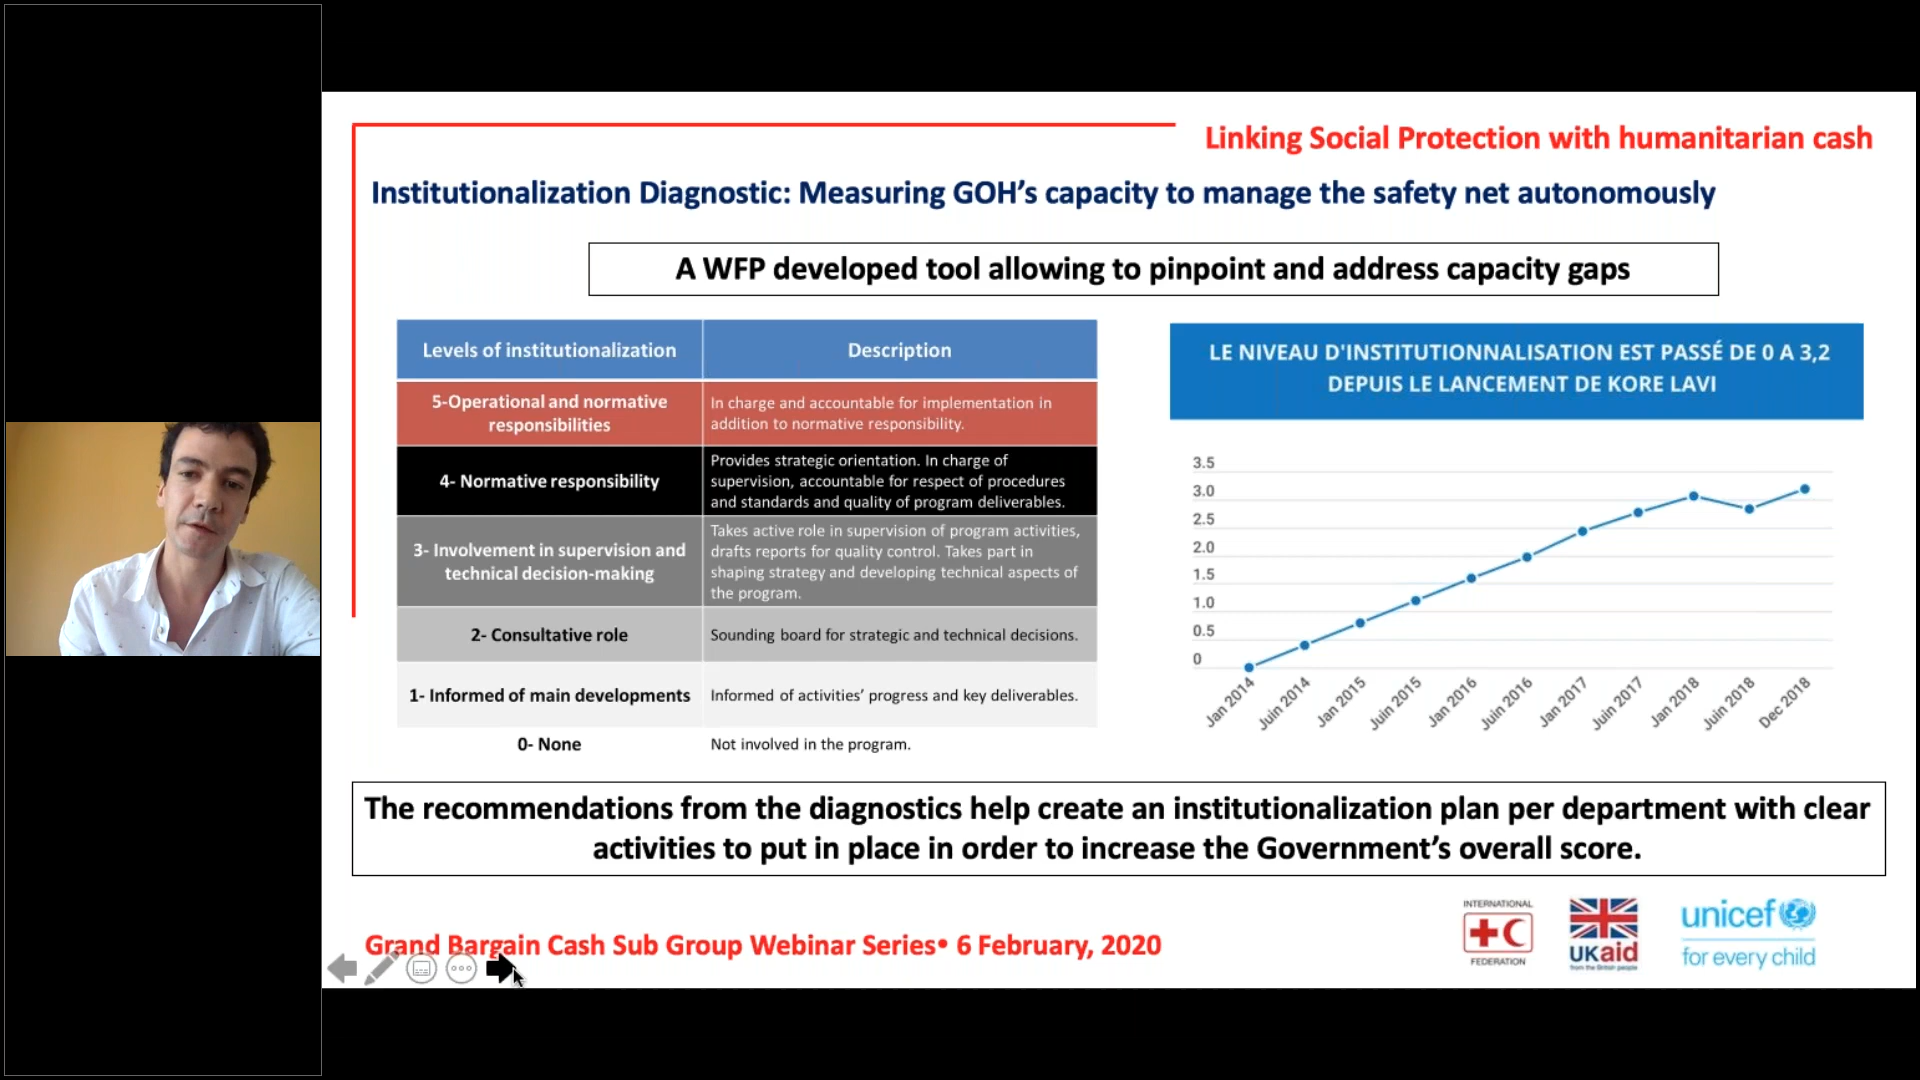 Linking Social Protection with humanitarian cash
Institutionalization Diagnostic: Measuring GOH’s capacity to manage the safety net autonomously
A WFP developed tool allowing to pinpoint and address capacity gaps
Levels of institutionalization
Description
5-Operational and normative
responsibilities
In charge and accountable for implementation in
addition to normative responsibility.
4- Normative responsibility
Provides strategic orientation. In charge of
supervision, accountable for respect of procedures
and standards and quality of program deliverables.
3- Involvement in supervision and
technical decision-making
Takes active role in supervision of program activities,
drafts reports for quality control. Takes part in
shaping strategy and developing technical aspects of
the program.
2- Consultative role
Sounding board for strategic and technical decisions.
1- Informed of main developments
Informed of activities’ progress and key deliverables.
0- None
Not involved in the program.
LE NIVEAU D'INSTITUTIONNALISATION EST PASSÉ DE 0 A 3,2
DEPUIS LE LANCEMENT DE KORE LAVI
3.5
3.0
2.5
2.0
1.5
1.0
0.5
0
Jan 2014
Juin 2014
Jan 2015
Juin 2015
Jan 2016
Juin 2016
Jan 2017
Juin 2017
Jan 2018
Juin 2018
Dec 2018
The recommendations from the diagnostics help create an institutionalization plan per department with clear
activities to put in place in order to increase the Government’s overall score.
Grand Bargain Cash Sub Group Webinar Series• 6 February, 2020
INTERNATIONAL
FEDERATION
UKaid
from the British people
unicef
for every child